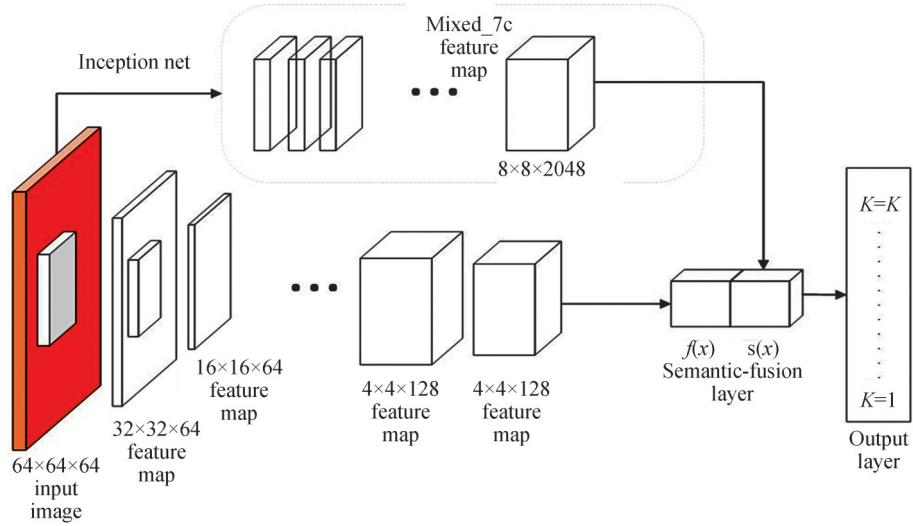 Mixed_7c
feature
map
Inception net
8×8×2048
K=K
f(x)
s(x)
Semantic-fusion
layer
16×16×64
feature
map
4×4×128
feature
map
4×4×128
feature
map
K=1
32×32×64
feature
map
Output
layer
64×64×64
input
image